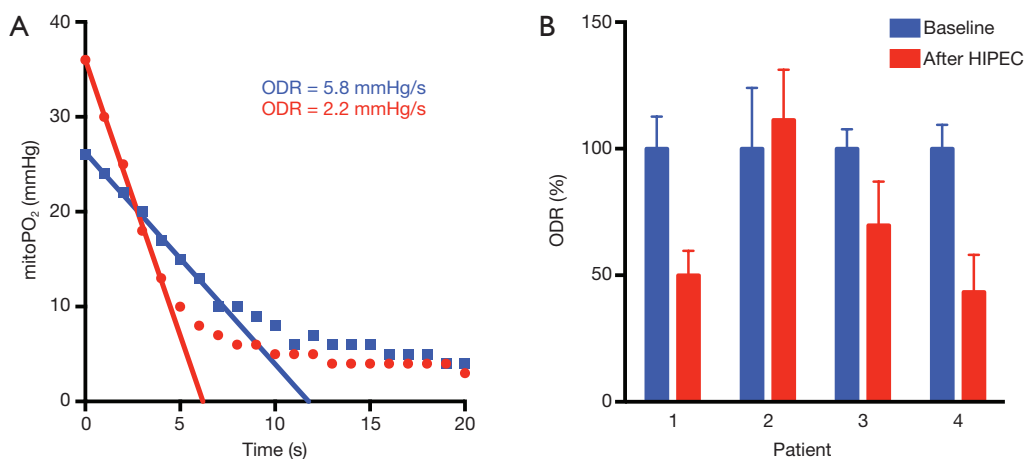 A
40
30
20
10
0
mitoPO2 (mmHg)
ODR = 5.8 mmHg/s
ODR = 2.2 mmHg/s
0
5
10
15
20
Time (s)
B
150
100
50
0
ODR (%)
Baseline
After HIPEC
1
2
3
4
Patient